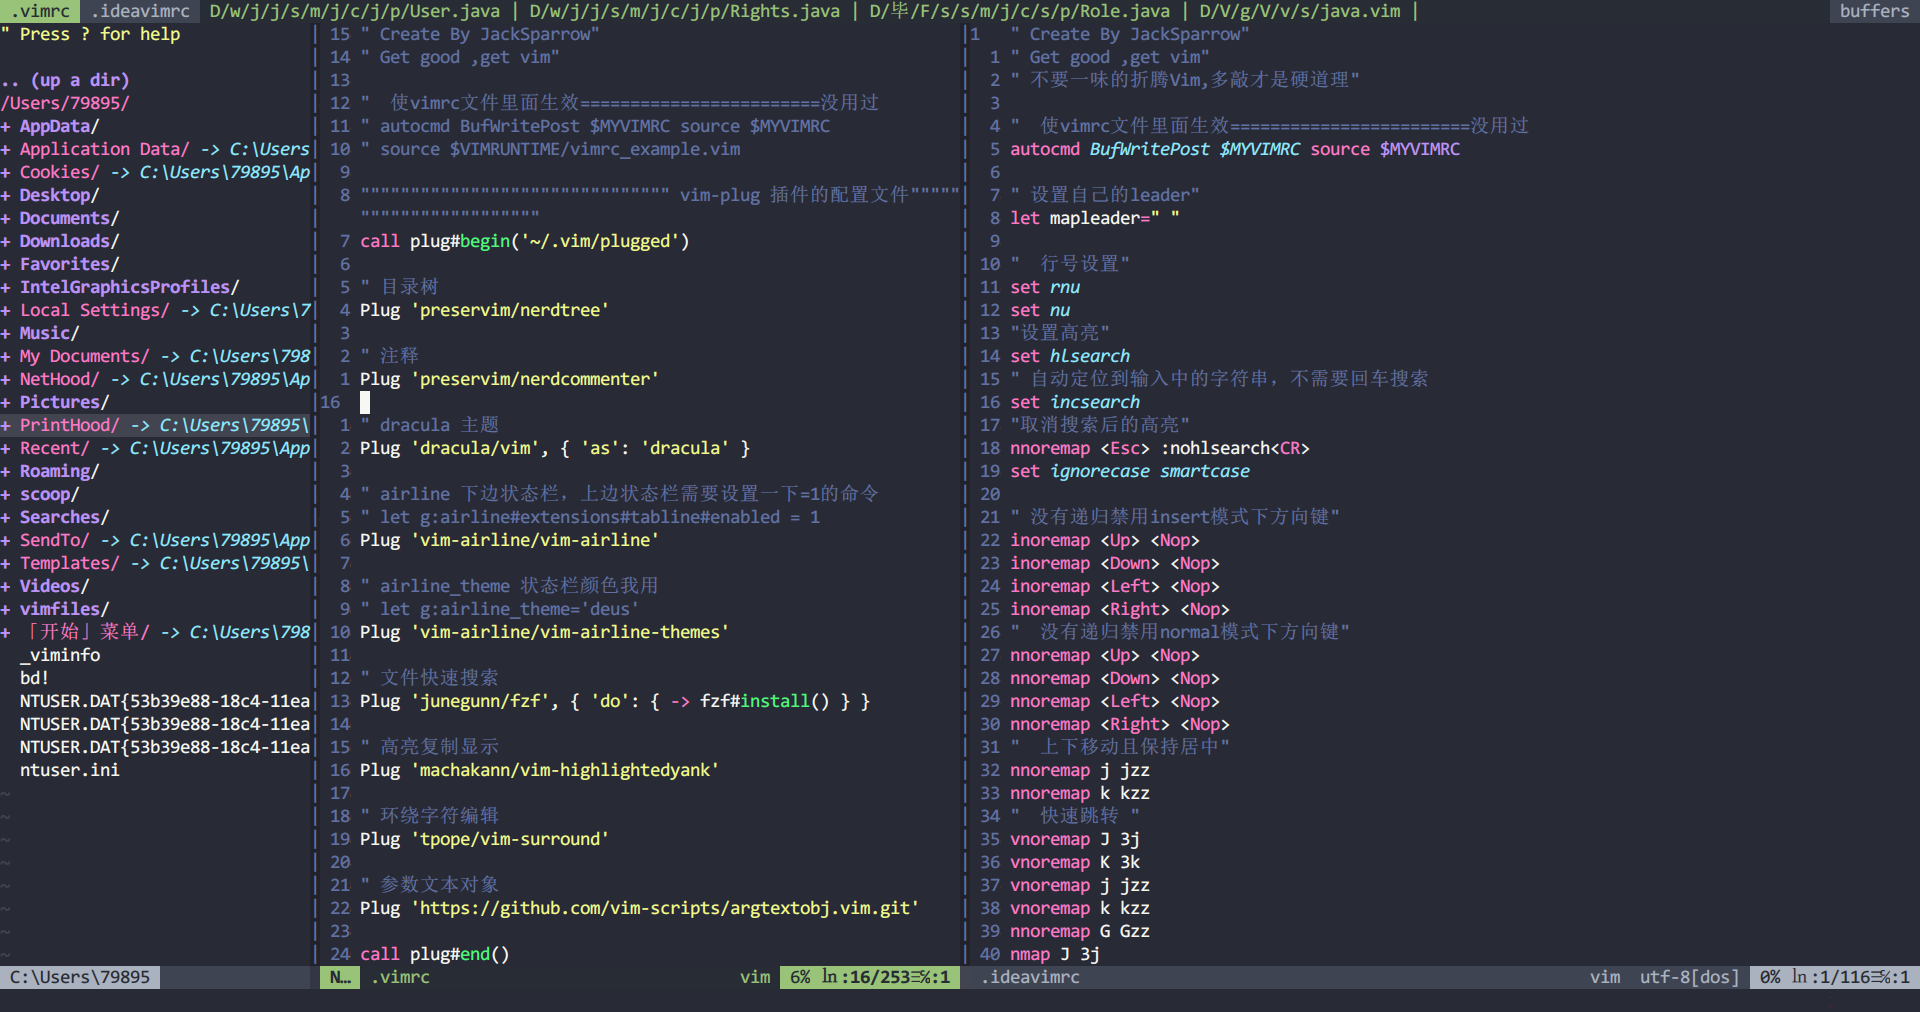 .vimrc .ideavimrc D/w/j/j/s/m/j/c/j/p/User.java | D/w/j/j/s/m/j/c/j/p/Rights.java | D/毕/F/s/s/m/j/c/s/p/Role.java | D/V/g/V/v/s/java.vim | buffers
" Press ? for help
.. (up a dir)
/Users/79895/
+ AppData/
+ Application Data/ -> C:\Users
+ Cookies/ -> C:\Users\79895\Ap
+ Desktop/
+ Documents/
+ Downloads/
+ Favorites/
+ IntelGraphicsProfiles/
+ Local Settings/ -> C:\Users\7
+ Music/
+ My Documents/ -> C:\Users\798
+ NetHood/ -> C:\Users\79895\Ap
+ Pictures/
+ PrintHood/ -> C:\Users\79895\
+ Recent/ -> C:\Users\79895\App
+ Roaming/
+ scoop/
+ Searches/
+ SendTo/ -> C:\Users\79895\App
+ Templates/ -> C:\Users\79895\
+ Videos/
+ vimfiles/
+ 「开始」菜单/ -> C:\Users\798
_viminfo
bd!
NTUSER.DAT{53b39e88-18c4-11ea
NTUSER.DAT{53b39e88-18c4-11ea
NTUSER.DAT{53b39e88-18c4-11ea
ntuser.ini
~
~
~
~
~
~
~
~
C:\Users\79895
15 " Create By JackSparrow"
14 " Get good ,get vim"
13
12 "  使vimrc文件里面生效========================没用过
11 " autocmd BufWritePost $MYVIMRC source $MYVIMRC
10 " source $VIMRUNTIME/vimrc_example.vim
9
8 """"""""""""""""""""""""""""""" vim-plug 插件的配置文件"""""
""""""""""""""""""
7 call plug#begin('~/.vim/plugged')
6
5 " 目录树
4 Plug 'preservim/nerdtree'
3
2 " 注释
1 Plug 'preservim/nerdcommenter'
16
1 " dracula 主题
2 Plug 'dracula/vim', { 'as': 'dracula' }
3
4 " airline 下边状态栏，上边状态栏需要设置一下=1的命令
5 " let g:airline#extensions#tabline#enabled = 1
6 Plug 'vim-airline/vim-airline'
7
8 " airline_theme 状态栏颜色我用
9 " let g:airline_theme='deus'
10 Plug 'vim-airline/vim-airline-themes'
11
12 " 文件快速搜索
13 Plug 'junegunn/fzf', { 'do': { -> fzf#install() } }
14
15 " 高亮复制显示
16 Plug 'machakann/vim-highlightedyank'
17
18 " 环绕字符编辑
19 Plug 'tpope/vim-surround'
20
21 " 参数文本对象
22 Plug 'https://github.com/vim-scripts/argtextobj.vim.git'
23
24 call plug#end()
N… .vimrc vim 6% ln:16/253☰℅:1
1 " Create By JackSparrow"
1 " Get good ,get vim"
2 " 不要一味的折腾Vim,多敲才是硬道理"
3
4 "  使vimrc文件里面生效========================没用过
5 autocmd BufWritePost $MYVIMRC source $MYVIMRC
6
7 " 设置自己的leader"
8 let mapleader=" "
9
10 "  行号设置"
11 set rnu
12 set nu
13 "设置高亮"
14 set hlsearch
15 " 自动定位到输入中的字符串，不需要回车搜索
16 set incsearch
17 "取消搜索后的高亮"
18 nnoremap <Esc> :nohlsearch<CR>
19 set ignorecase smartcase
20
21 " 没有递归禁用insert模式下方向键"
22 inoremap <Up> <Nop>
23 inoremap <Down> <Nop>
24 inoremap <Left> <Nop>
25 inoremap <Right> <Nop>
26 "  没有递归禁用normal模式下方向键"
27 nnoremap <Up> <Nop>
28 nnoremap <Down> <Nop>
29 nnoremap <Left> <Nop>
30 nnoremap <Right> <Nop>
31 "  上下移动且保持居中"
32 nnoremap j jzz
33 nnoremap k kzz
34 "  快速跳转 "
35 vnoremap J 3j
36 vnoremap K 3k
37 vnoremap j jzz
38 vnoremap k kzz
39 nnoremap G Gzz
40 nmap J 3j
.ideavimrc vim utf-8[dos] 0% ln:1/116☰℅:1